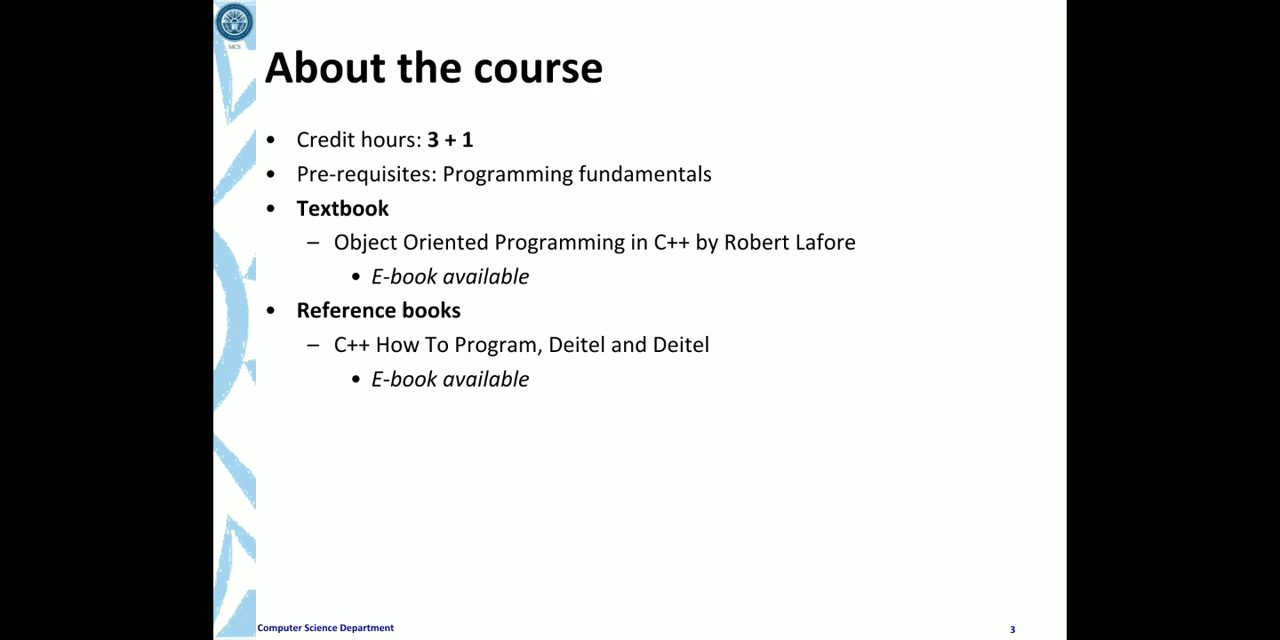 MCS
About the course
• Credit hours: 3 + 1
• Pre-requisites: Programming fundamentals
• Textbook
– Object Oriented Programming in C++ by Robert Lafore
• E-book available
• Reference books
– C++ How To Program, Deitel and Deitel
• E-book available
Computer Science Department
3